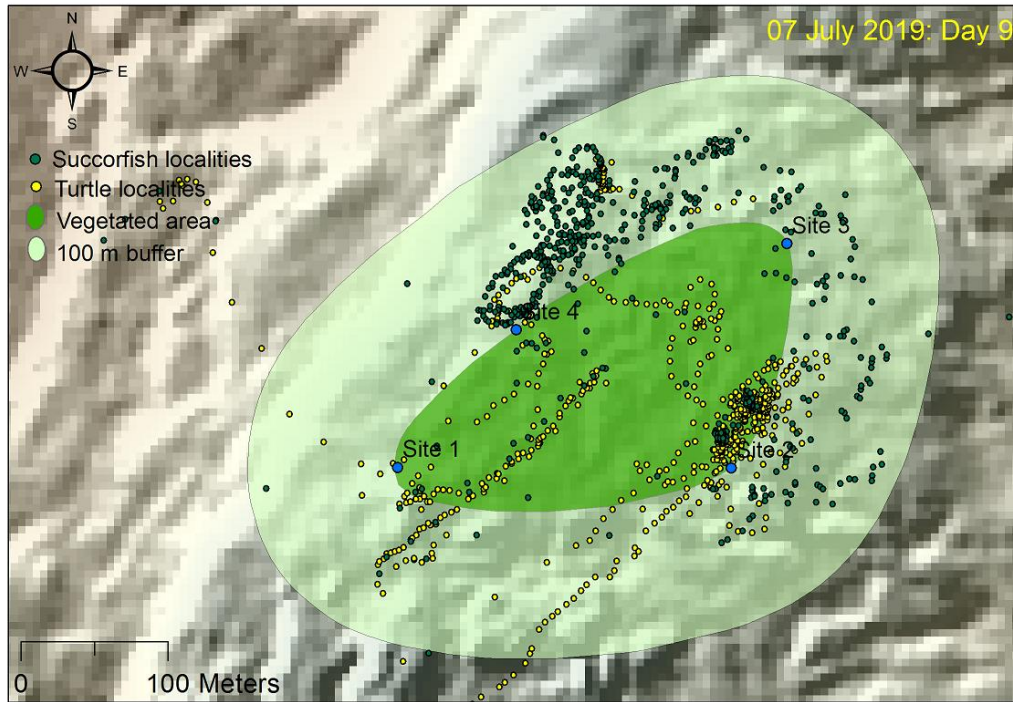 07 July 2019: Day 9
N
W E
S
Succorfish localities
Turtle localities
Vegetated area
100 m buffer
Site 3
Site 4
Site 1
Site 2
0 100 Meters